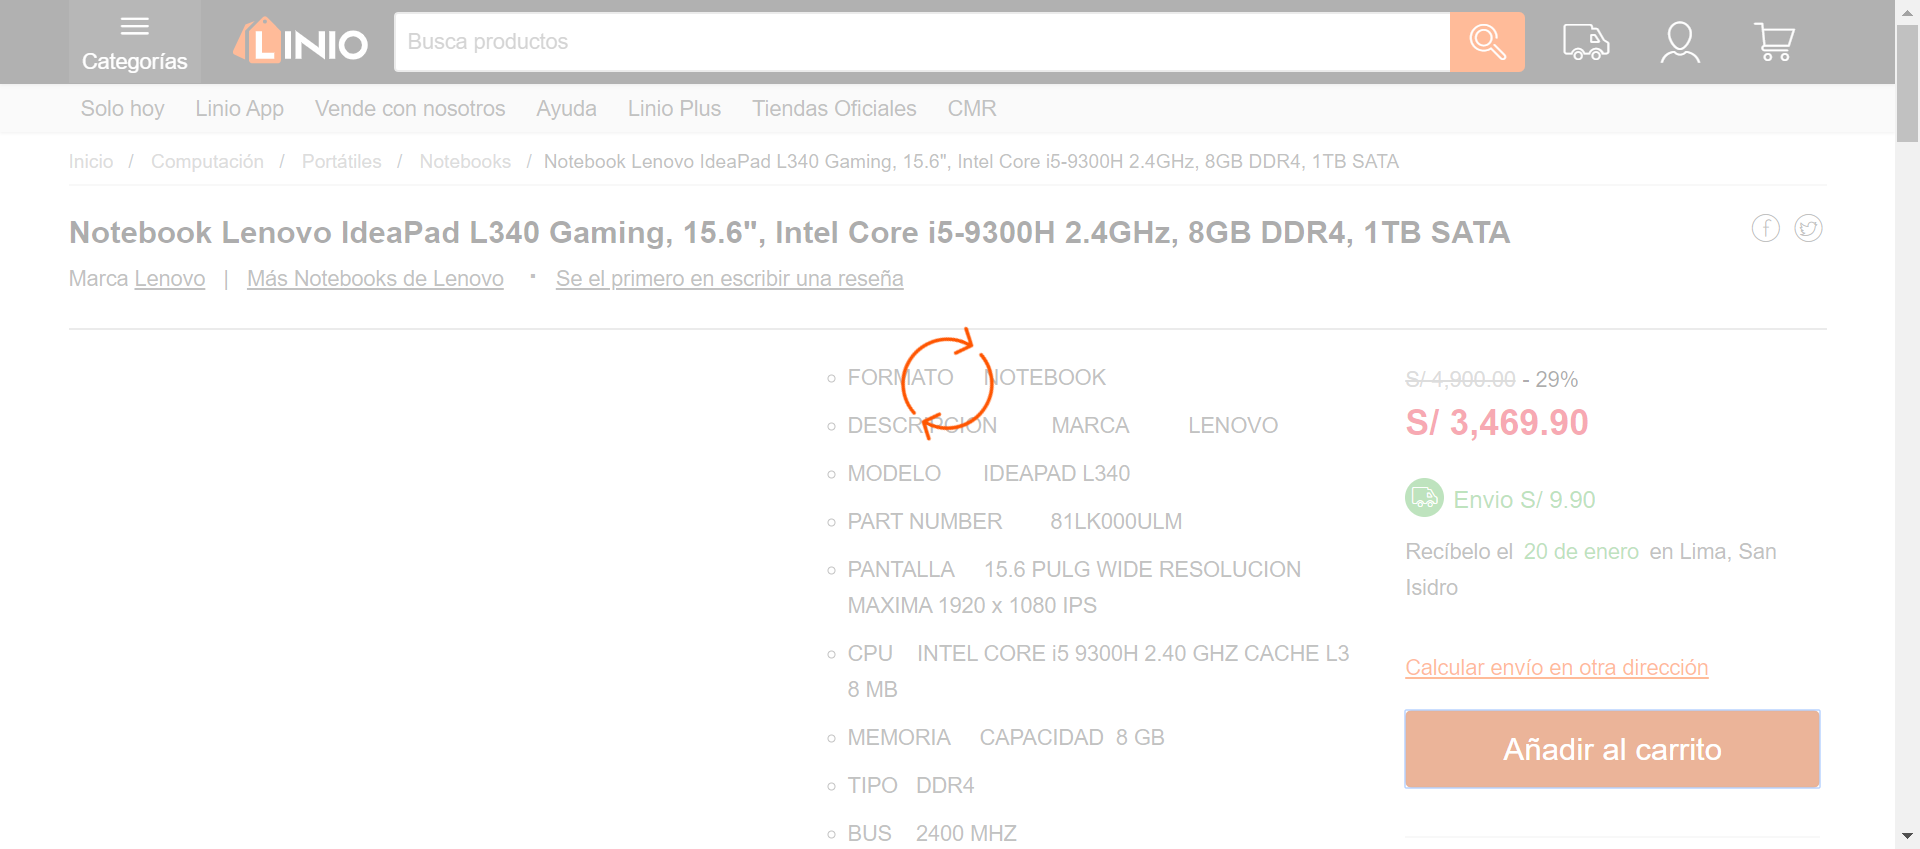 Categorías
LINIO
Busca productos
Solo hoy Linio App Vende con nosotros Ayuda Linio Plus Tiendas Oficiales CMR
Inicio / Computación / Portátiles / Notebooks / Notebook Lenovo IdeaPad L340 Gaming, 15.6", Intel Core i5-9300H 2.4GHz, 8GB DDR4, 1TB SATA
Notebook Lenovo IdeaPad L340 Gaming, 15.6", Intel Core i5-9300H 2.4GHz, 8GB DDR4, 1TB SATA
Marca Lenovo | Más Notebooks de Lenovo · Se el primero en escribir una reseña
FORMATO NOTEBOOK
DESCRIPCION MARCA LENOVO
MODELO IDEAPAD L340
PART NUMBER 81LK000ULM
PANTALLA 15.6 PULG WIDE RESOLUCION
MAXIMA 1920 x 1080 IPS
CPU INTEL CORE i5 9300H 2.40 GHZ CACHE L3
8 MB
MEMORIA CAPACIDAD 8 GB
TIPO DDR4
BUS 2400 MHZ
S/ 4,900.00 - 29%
S/ 3,469.90
Envio S/ 9.90
Recíbelo el 20 de enero en Lima, San
Isidro
Calcular envío en otra dirección
Añadir al carrito